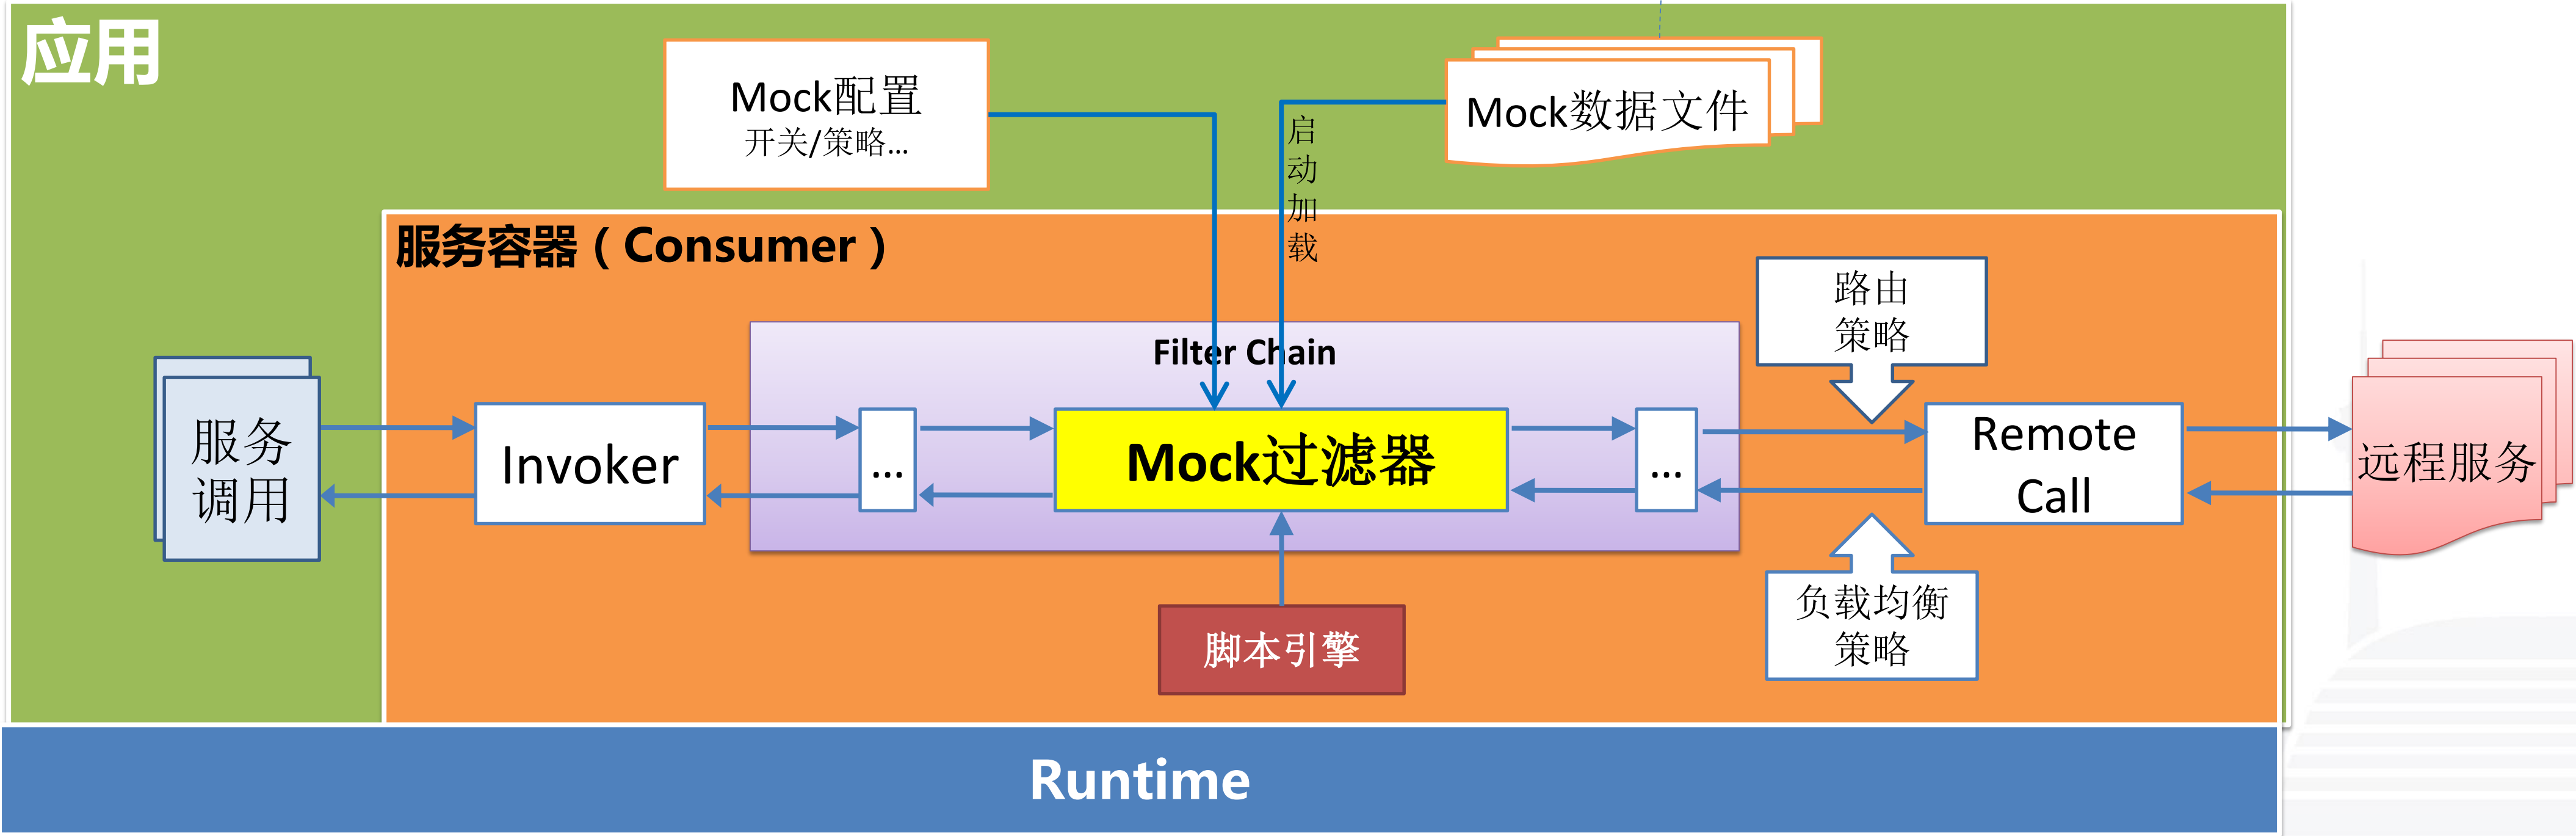 应用
Mock配置
开关/策略...
Mock数据文件
启动加载
服务容器（Consumer）
路由
策略
Filter Chain
服务
调用
Invoker
...
Mock过滤器
...
Remote
Call
远程服务
脚本引擎
负载均衡
策略
Runtime